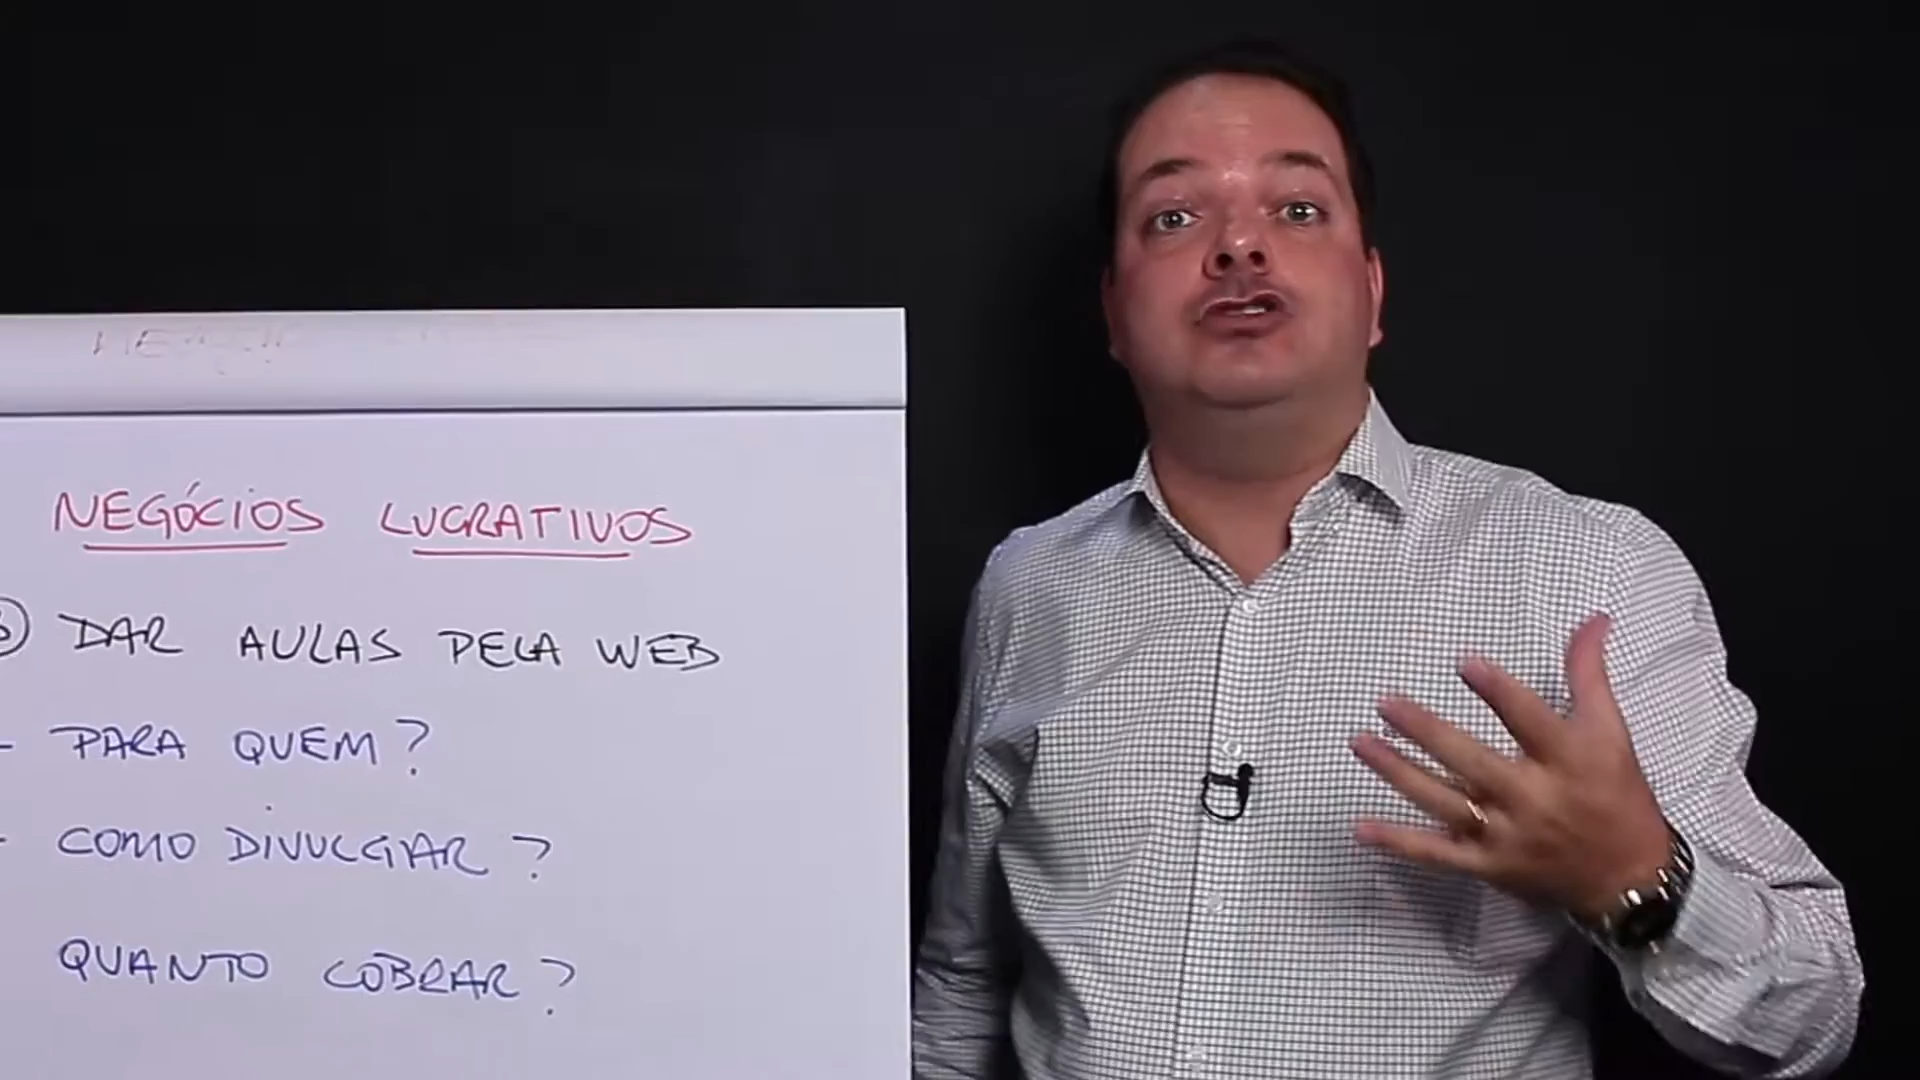 NEGÓCIOS LUCRATIVOS
DAR AULAS PELA WEB
- PARA QUEM?
- COMO DIVULGAR?
QUANTO COBRAR?